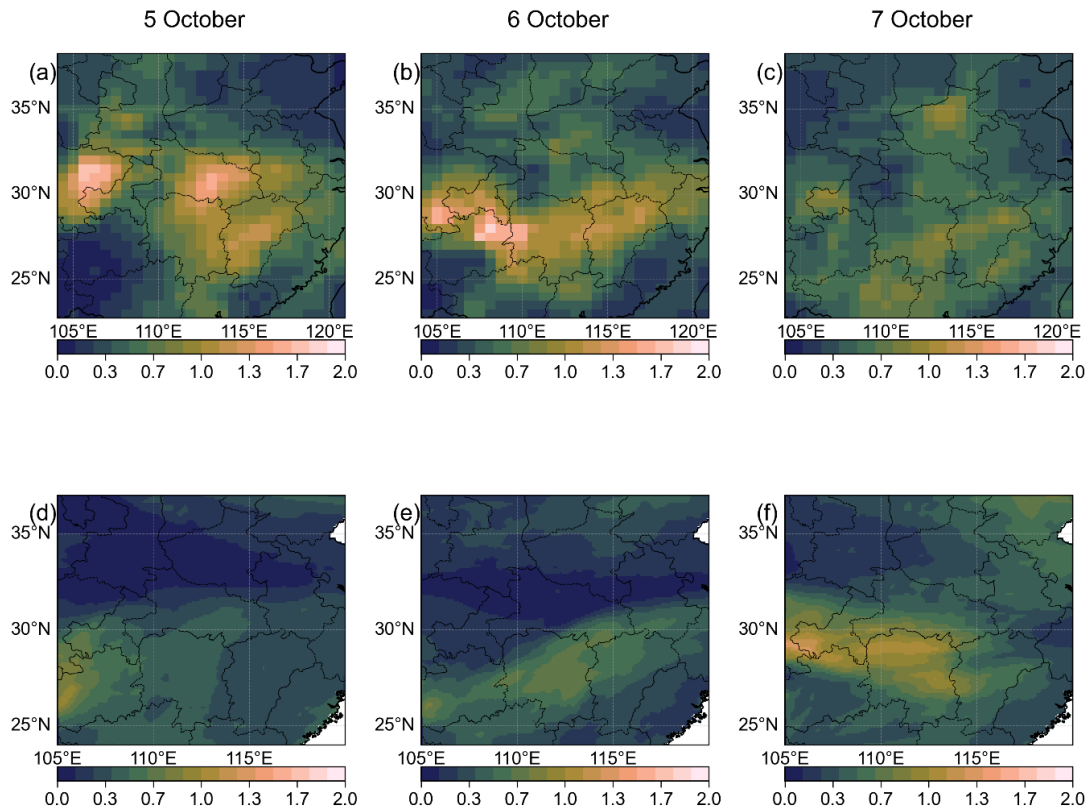 5 October 6 October 7 October
(a) (b) (c)
35°N 35°N 35°N
30°N 30°N 30°N
25°N 25°N 25°N
105°E 110°E 115°E 120°E 105°E 110°E 115°E 120°E 105°E 110°E 115°E 120°E
0.0 0.3 0.7 1.0 1.3 1.7 2.0 0.0 0.3 0.7 1.0 1.3 1.7 2.0 0.0 0.3 0.7 1.0 1.3 1.7 2.0
(d) (e) (f)
35°N 35°N 35°N
30°N 30°N 30°N
25°N 25°N 25°N
105°E 110°E 115°E 105°E 110°E 115°E 105°E 110°E 115°E
0.0 0.3 0.7 1.0 1.3 1.7 2.0 0.0 0.3 0.7 1.0 1.3 1.7 2.0 0.0 0.3 0.7 1.0 1.3 1.7 2.0